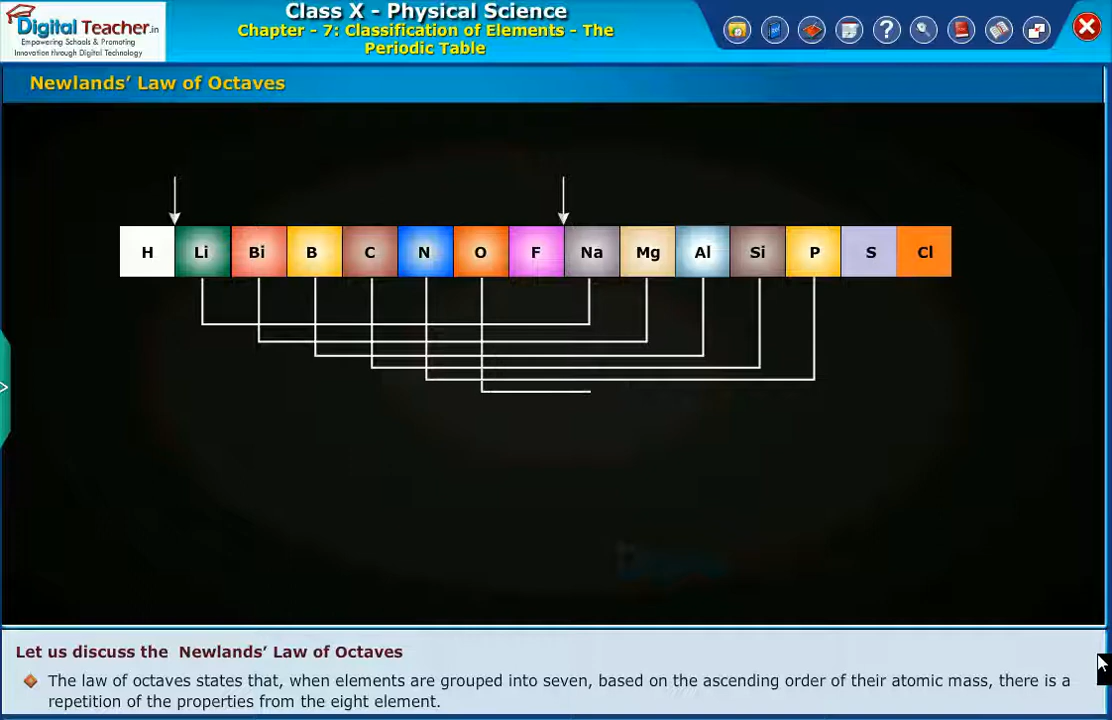 Digital Teacher.in
Empowering Schools & Promoting
Innovation through Digital Technology
Class X - Physical Science
Chapter - 7: Classification of Elements - The
Periodic Table
Newlands’ Law of Octaves
H Li Bi B C N O F Na Mg Al Si P S Cl
Let us discuss the Newlands’ Law of Octaves
The law of octaves states that, when elements are grouped into seven, based on the ascending order of their atomic mass, there is a
repetition of the properties from the eight element.